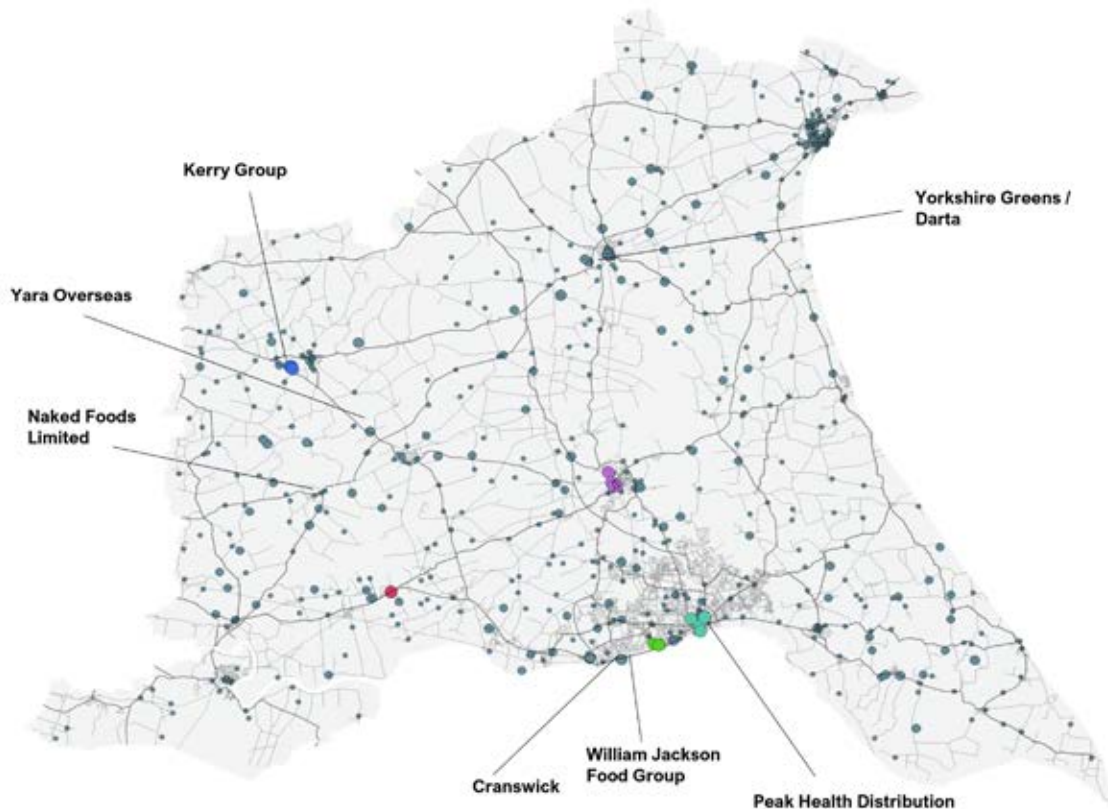 Kerry Group
Yorkshire Greens /
Darta
Yara Overseas
Naked Foods
Limited
William Jackson
Food Group
Cranswick
Peak Health Distribution